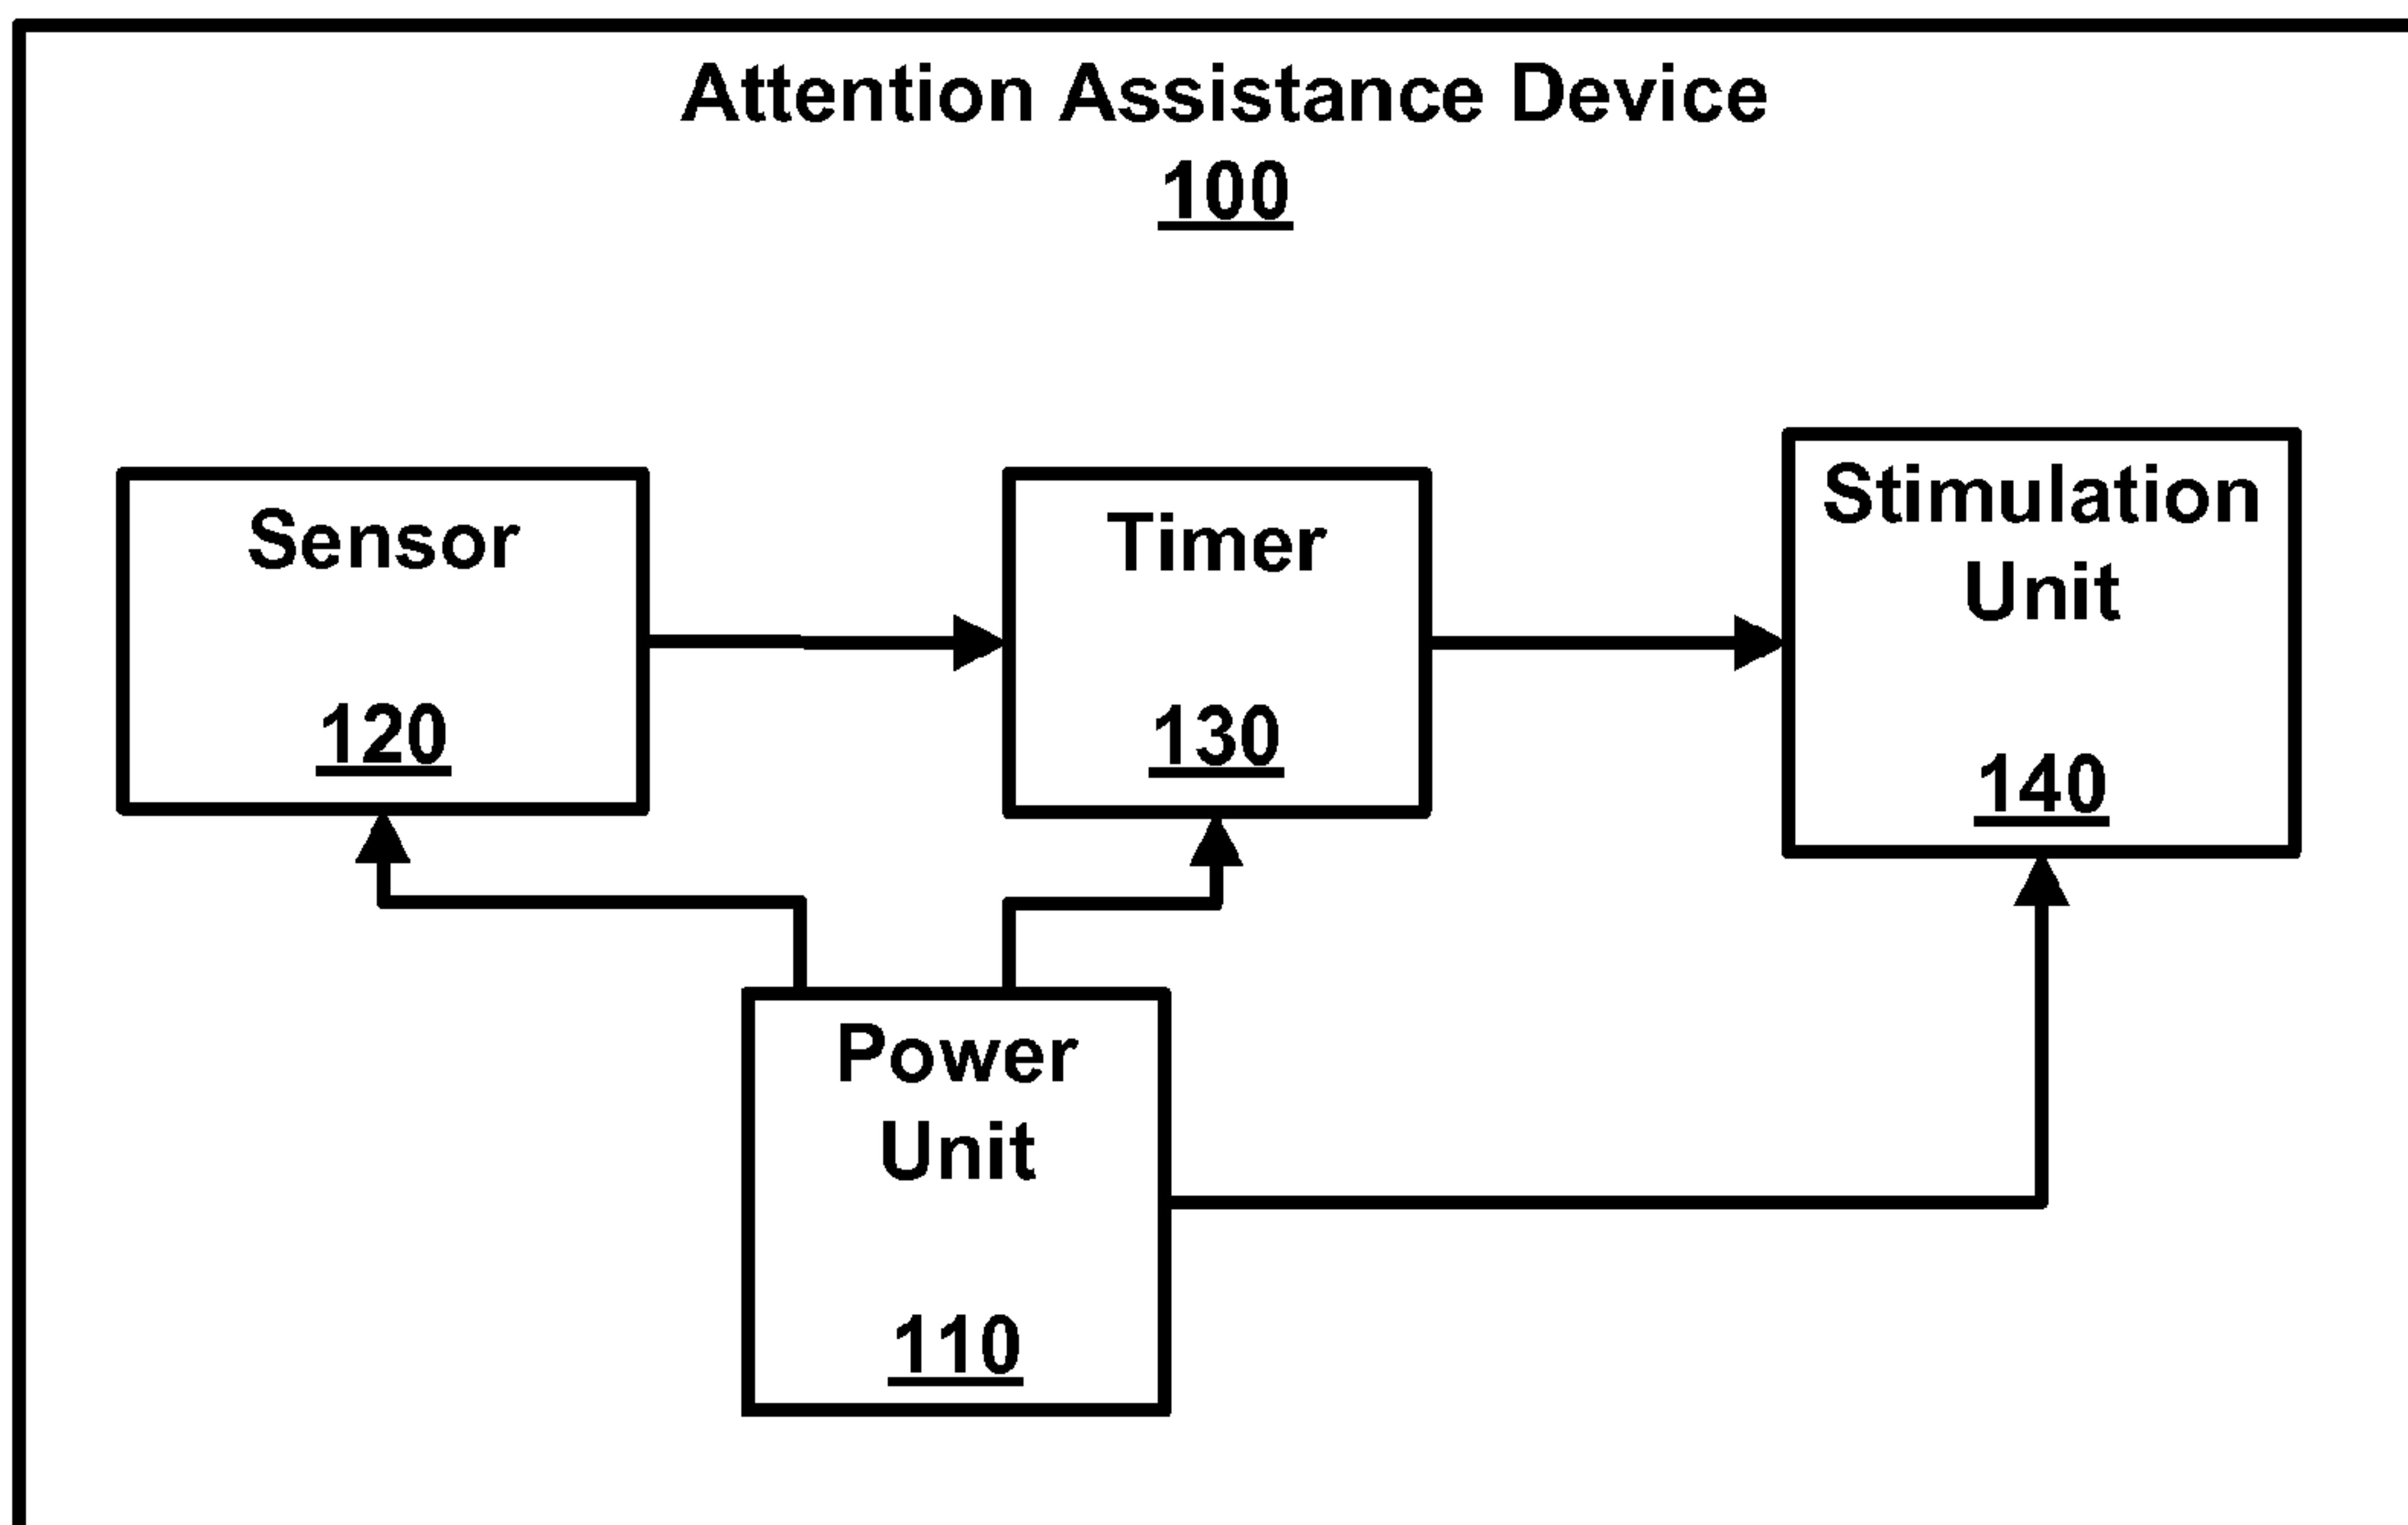 Attention Assistance Device
100
Sensor
120
Timer
130
Stimulation
Unit
140
Power
Unit
110